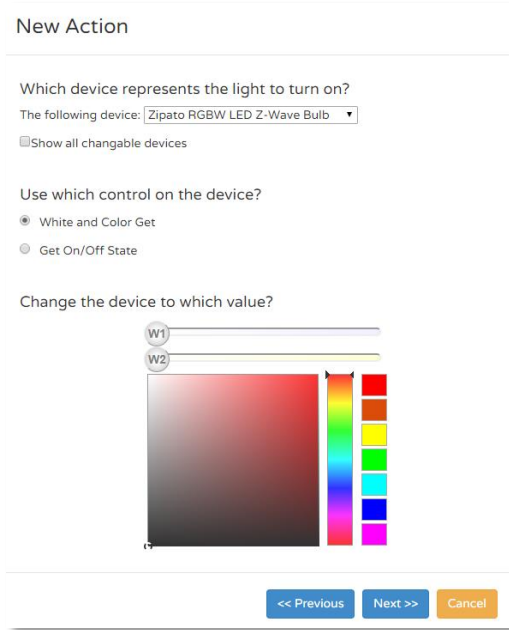 New Action
Which device represents the light to turn on?
The following device: Zipato RGBW LED Z-Wave Bulb
Show all changable devices
Use which control on the device?
White and Color Get
Get On/Off State
Change the device to which value?
W1
W2
<< Previous Next >> Cancel